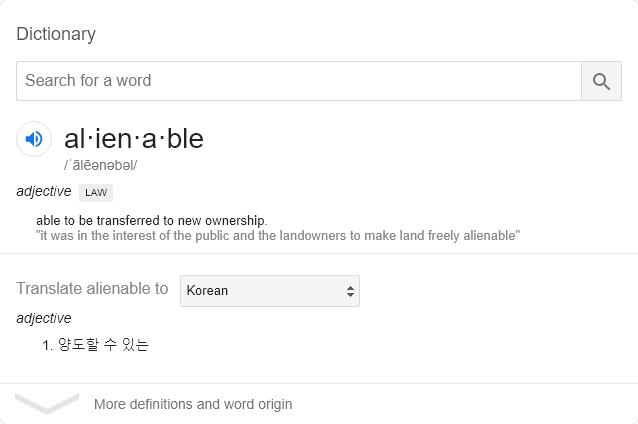 Dictionary
Search for a word
al·ien·a·ble
/ˈālēənəbəl/
adjective LAW
able to be transferred to new ownership.
"it was in the interest of the public and the landowners to make land freely alienable"
Translate alienable to Korean
adjective
1. 양도할 수 있는
More definitions and word origin